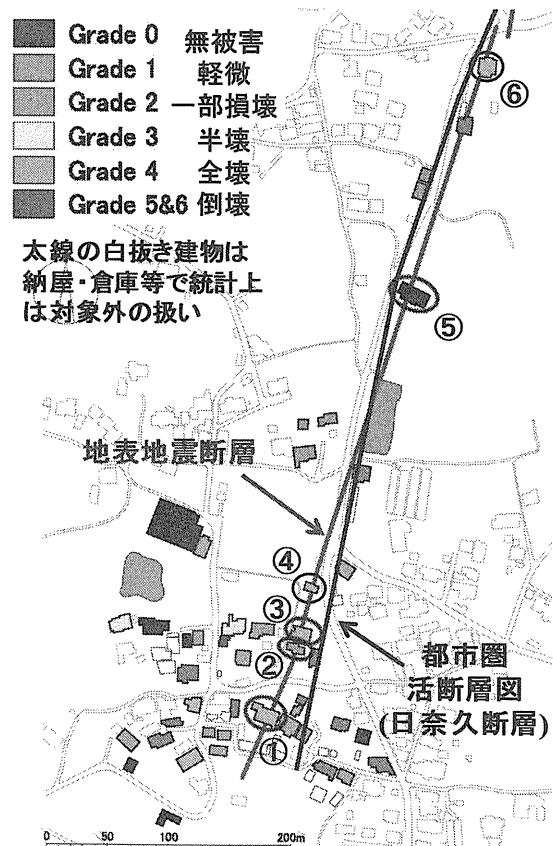 Grade 0 無被害
Grade 1 軽微
Grade 2 一部損壊
Grade 3 半壊
Grade 4 全壊
Grade 5&6 倒壊
太線の白抜き建物は
納屋・倉庫等で統計上
は対象外の扱い
⑥
⑤
地表地震断層
④
③
②
都市圏
活断層図
(日奈久断層)
①
0 50 100 200m